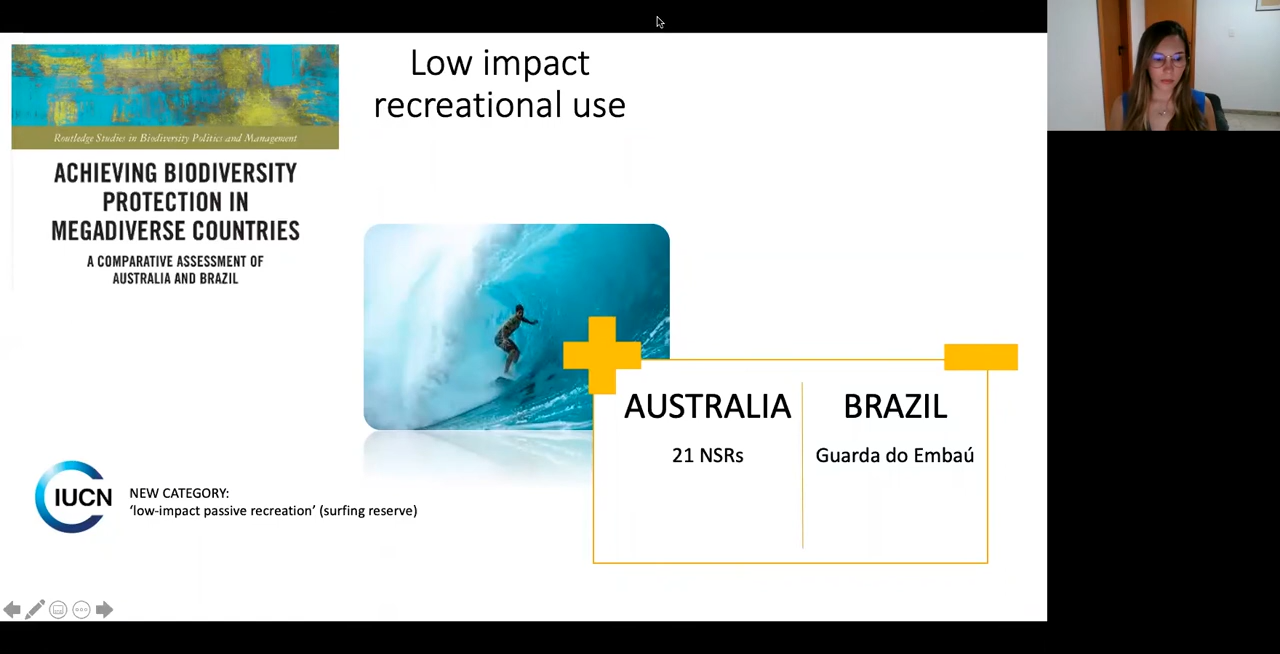 Low impact
recreational use
Routledge Studies in Biodiversity Politics and Management
ACHIEVING BIODIVERSITY
PROTECTION IN
MEGADIVERSE COUNTRIES
A COMPARATIVE ASSESSMENT OF
AUSTRALIA AND BRAZIL
AUSTRALIA
21 NSRs
BRAZIL
Guarda do Embaú
IUCN
NEW CATEGORY:
‘low-impact passive recreation’ (surfing reserve)